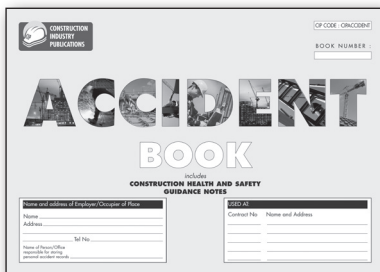 CONSTRUCTION
INDUSTRY
PUBLICATIONS
OP CODE : OPACCIDENT
BOOK NUMBER :
ACCIDENT
BOOK
includes
CONSTRUCTION HEALTH AND SAFETY
GUIDANCE NOTES
Name and address of Employer/Occupier of Place
Name
Address
Tel No
Name of Person/Office
responsible for storing
personal accident records
USED AT:
Contract No Name and Address